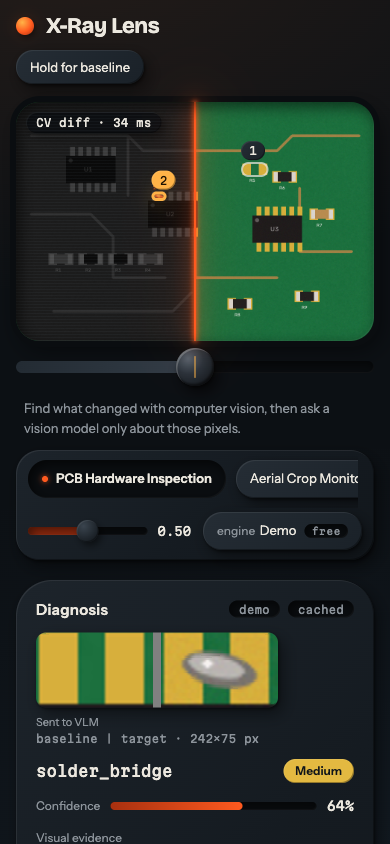 X-Ray Lens
Hold for baseline
CV diff · 34 ms
1
2
U3
R7
Find what changed with computer vision, then ask a
vision model only about those pixels.
PCB Hardware Inspection
Aerial Crop Monito
0.50
engine Demo free
Diagnosis
demo cached
Sent to VLM
baseline | target · 242×75 px
solder_bridge
Medium
Confidence
64%
Visual evidence